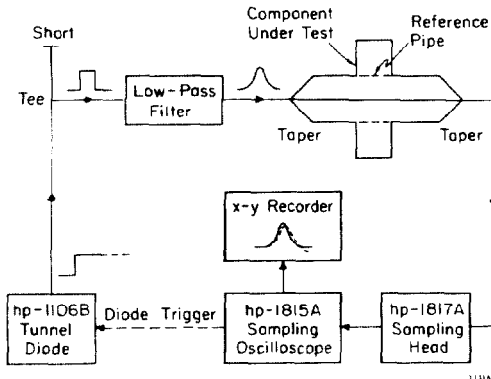 Short
Component
Under Test
Reference
Pipe
Tee
Low-Pass
Filter
Taper
Taper
x-y Recorder
hp-1106B
Tunnel
Diode
Diode Trigger
hp-1815A
Sampling
Oscilloscope
hp-1817A
Sampling
Head